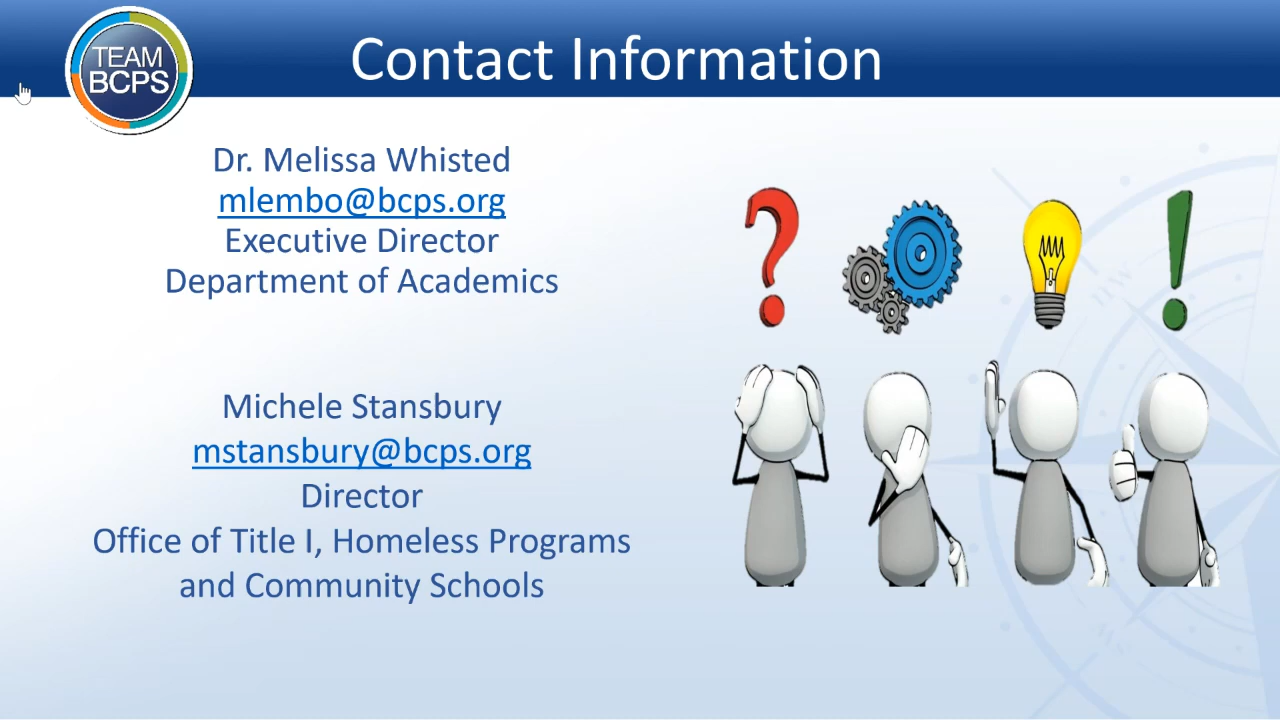 TEAM
BCPS
Contact Information
Dr. Melissa Whisted
mlembo@bcps.org
Executive Director
Department of Academics
Michele Stansbury
mstansbury@bcps.org
Director
Office of Title I, Homeless Programs
and Community Schools